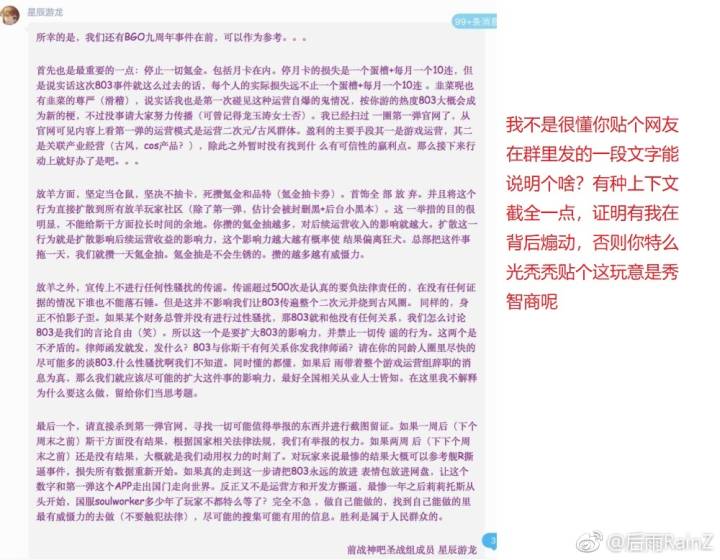 星辰游龙
99+条消息
所幸的是，我们还有BGO九周年事件在前，可以作为参考。。。
首先也是最重要的一点：停止一切氪金。包括月卡在内。停月卡的损失是一个蛋槽+每月一个10连，但
是说实话这次803事件就这么过去的话，每个人的实际损失远不止一个蛋槽+每月一个10连 。韭菜呢也
有韭菜的尊严（滑稽），说实话我也是第一次碰见这种运营自爆的鬼情况，按你游的热度803大概会成
为新的梗，不过没事请大家努力传播（可曾记得龙玉涛女士否）。我已经扫过 一圈第一弹官网了，从
官网可见内容上看第一弹的运营模式是运营二次元/古风群体。盈利的主要手段其一是游戏运营，其二
是关联产业经营（古风，cos产品？），除此之外暂时没有找到什 么有可信性的赢利点。那么接下来行
动上就好办了是吧。。。
放羊方面，坚定当仓鼠，坚决不抽卡，死攒氪金和品特（氪金抽卡券）。首饰全 部 放 弃。并且将这个
行为直接扩散到所有放羊玩家社区（除了第一弹，估计会被封删黑+后台小黑本）。这 一举措的目的很
明显，不能给斯干方面拉长时间的余地。你攒的氪金抽越多，对后续运营收入的影响就越大。扩散这一
行为就是扩散影响后续运营收益的影响力，这个影响力越大越有概率使 结果偏离狂大。总部把这件事
拖一天，我们就攒一天氪金抽。氪金抽是不会生锈的。攒的越多越有威慑力。
放羊之外，宣传上不进行任何性骚扰的传谣。传谣超过500次是认真的要负法律责任的，在没有任何证
据的情况下谁也不能落石锤。但是这并不影响我们让803传遍整个二次元并烧到古风圈。 同样的，身
正不怕影子歪。如果某个财务总管并没有进行过性骚扰，那803就和他没有任何关系，我们怎么讨论
803是我们的言论自由（笑）。所以这一个是要扩大803的影响力，并禁止一切传 谣的行为。这两个是
不矛盾的。律师函发就发，发什么？803与你斯干有何关系你发我律师函？请在你的同龄人圈里尽快的
尽可能多的谈803.什么性骚扰啊我们不知道。同时懂的都懂，如果后 雨带着整个游戏运营组辞职的消
息为真，那么我们就应该尽可能的扩大这件事的影响力，最好全国相关从业人士皆知。在这里我不解释
为什么要这么做，留给你们当思考题。
最后一个，请直接杀到第一弹官网，寻找一切可能值得举报的东西并进行截图留证。如果一周后（下个
周末之前）斯干方面没有结果，根据国家相关法律法规，我们有举报的权力。如果两周 后（下下个周
末之前）还是没有结果，大概就是我们动用权力的时刻了。对玩家来说最惨的结果大概可以参考舰R撕
逼事件，损失所有数据重新开始。如果真的走到这一步请把803永远的放进 表情包放进网盘，让这个
数字和第一弹这个APP走出国门走向世界。反正又不是运营方和开发方撕逼，最惨一年之后莉莉托斯从
头开始，国服soulworker多少年了玩家不都特么等了？完全不急 ，做自己能做的，找到自己能做的里
最有威慑力的去做（不要触犯法律），尽可能的搜集可能有用的信息。胜利是属于人民群众的。
前战神吧圣战组成员 星辰游龙
我不是很懂你贴个网友
在群里发的一段文字能
说明个啥？有种上下文
截全一点，证明有我在
背后煽动，否则你特么
光秃秃贴个这玩意是秀
智商呢
@后雨RainZ